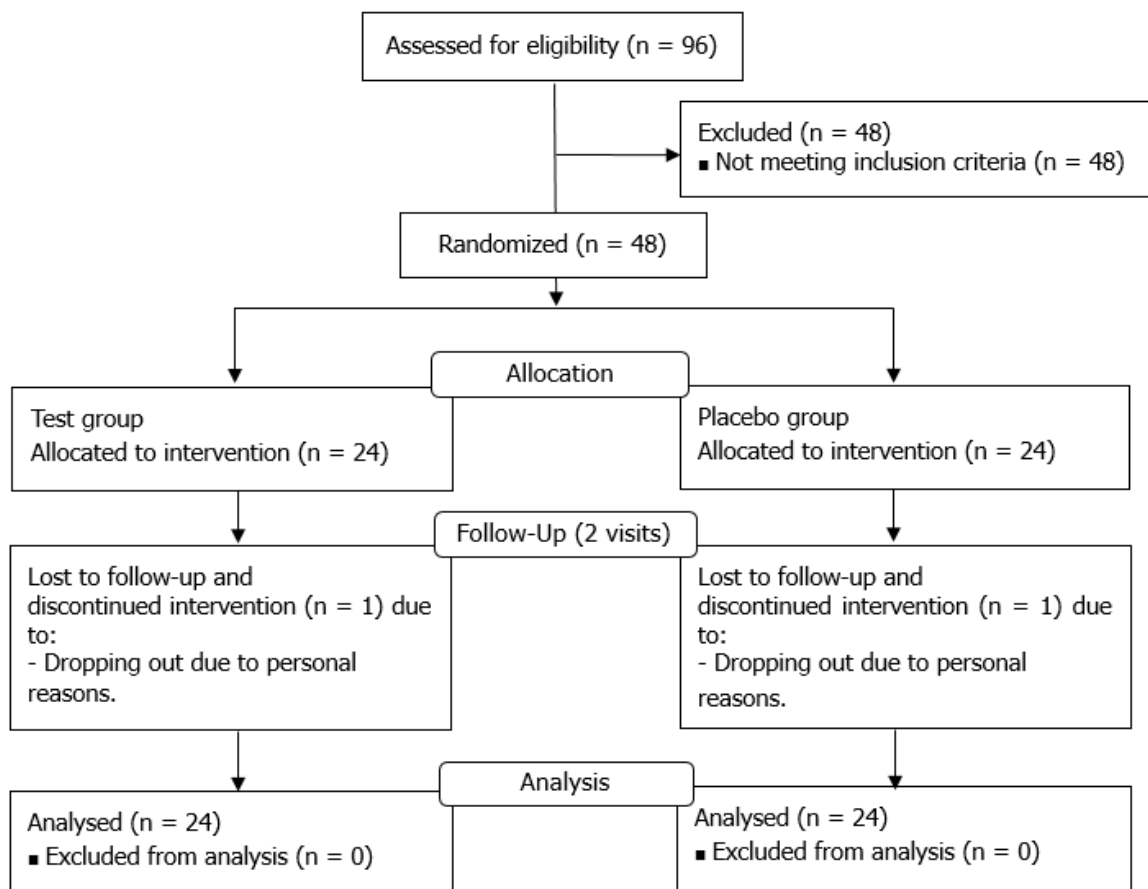 Assessed for eligibility (n = 96)
Excluded (n = 48)
▪ Not meeting inclusion criteria (n = 48)
Randomized (n = 48)
Allocation
Test group
Allocated to intervention (n = 24)
Placebo group
Allocated to intervention (n = 24)
Follow-Up (2 visits)
Lost to follow-up and
discontinued intervention (n = 1) due
to:
- Dropping out due to personal
reasons.
Lost to follow-up and
discontinued intervention (n = 1) due
to:
- Dropping out due to personal
reasons.
Analysis
Analysed (n = 24)
▪ Excluded from analysis (n = 0)
Analysed (n = 24)
▪ Excluded from analysis (n = 0)